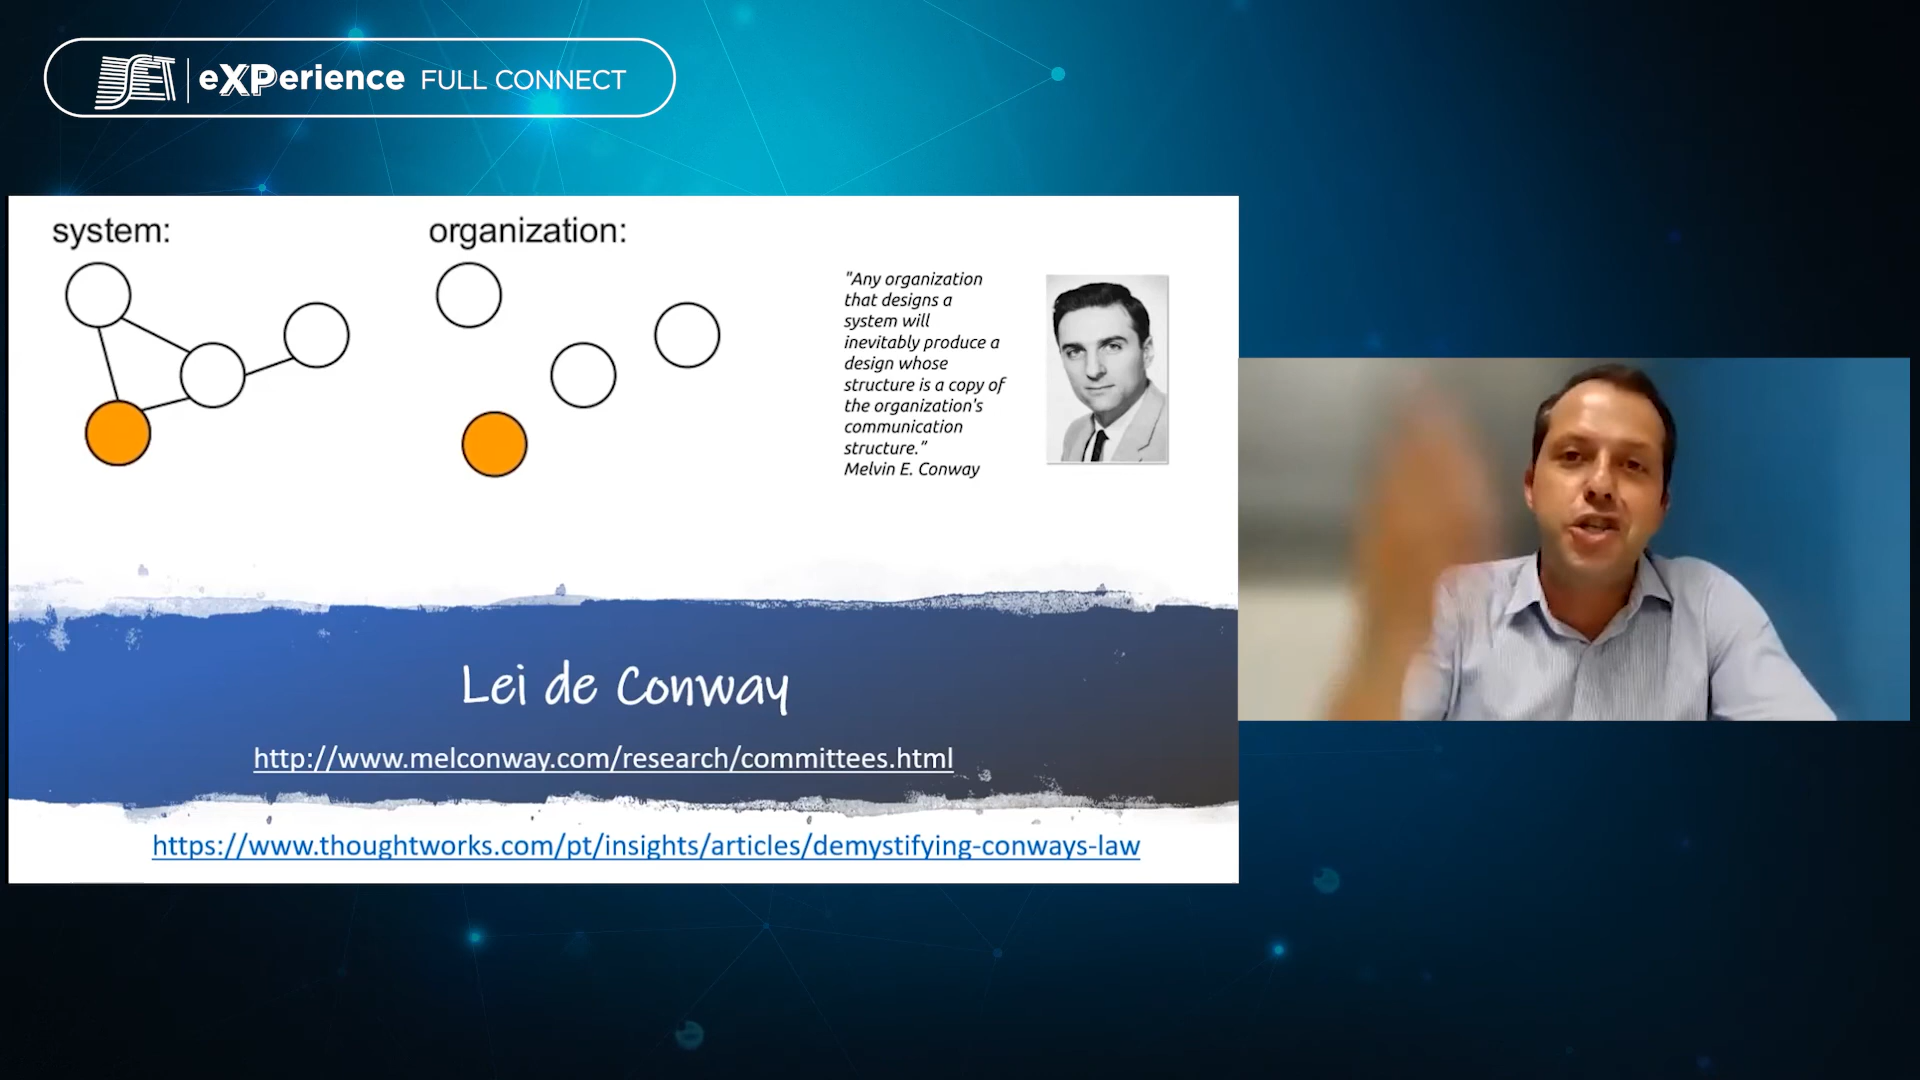 SET eXPerience FULL CONNECT
system:
organization:
"Any organization
that designs a
system will
inevitably produce a
design whose
structure is a copy of
the organization's
communication
structure."
Melvin E. Conway
Lei de Conway
http://www.melconway.com/research/committees.html
https://www.thoughtworks.com/pt/insights/articles/demystifying-conways-law